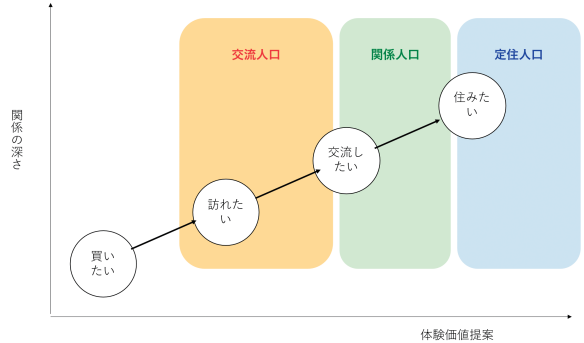 交流人口
関係人口
定住人口
住みた
い
交流し
たい
訪れた
い
買い
たい
関係の深さ
体験価値提案